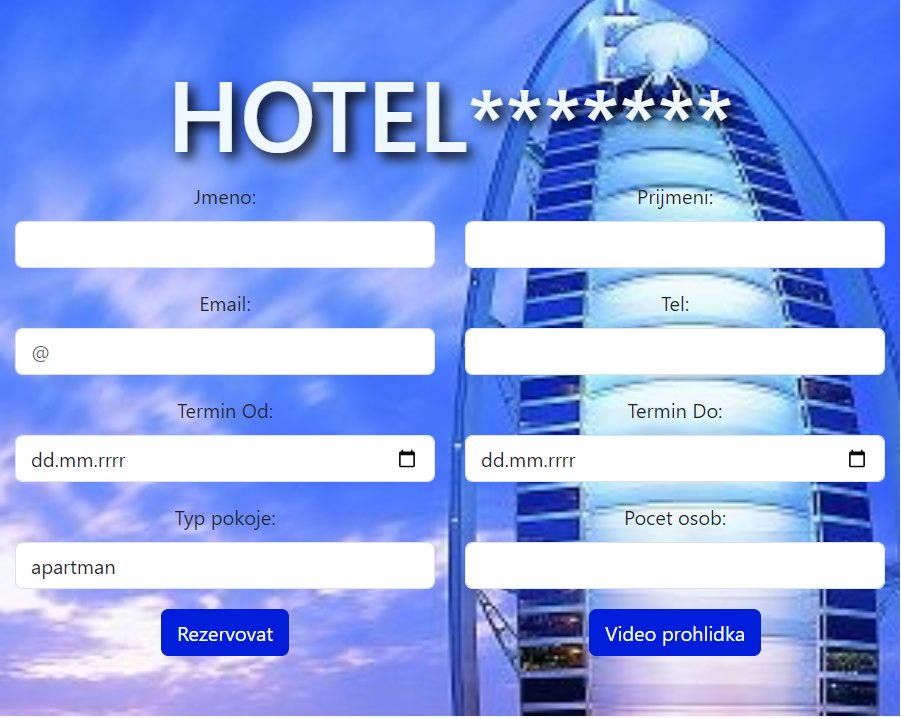 HOTEL*******
Jmeno:
Prijmeni:
Email:
Tel:
@
Termin Od:
Termin Do:
dd.mm.rrrr
dd.mm.rrrr
Typ pokoje:
Pocet osob:
apartman
Rezervovat
Video prohlidka